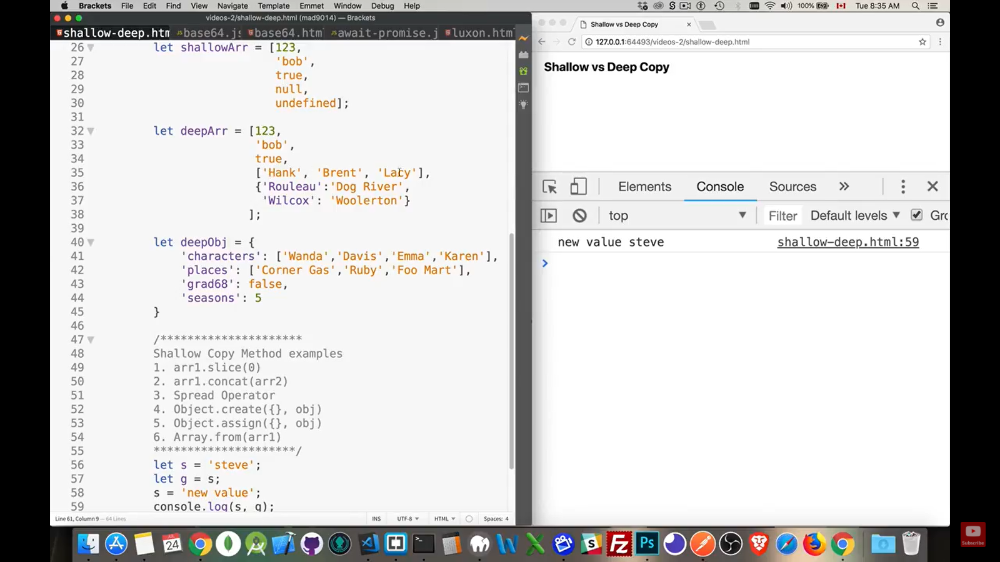 Brackets File Edit Find View Navigate Template Emmet Window Debug Help
100% Tue 8:35 AM
videos-2/shallow-deep.html (mad9014) — Brackets
shallow-deep.htm base64.js base64.html await-promise.j luxon.html
26 let shallowArr = [123,
27 'bob',
28 true,
29 null,
30 undefined];
31
32 let deepArr = [123,
33 'bob',
34 true,
35 ['Hank', 'Brent', 'Lacy'],
36 {'Rouleau':'Dog River',
37 'Wilcox': 'Woolerton'}
38 ];
39
40 let deepObj = {
41 'characters': ['Wanda','Davis','Emma','Karen'],
42 'places': ['Corner Gas','Ruby','Foo Mart'],
43 'grad68': false,
44 'seasons': 5
45 }
46
47 /*********************
48 Shallow Copy Method examples
49 1. arr1.slice(0)
50 2. arr1.concat(arr2)
51 3. Spread Operator
52 4. Object.create({}, obj)
53 5. Object.assign({}, obj)
54 6. Array.from(arr1)
55 *********************/
56 let s = 'steve';
57 let g = s;
58 s = 'new value';
59 console.log(s, g);
Line 61, Column 9 — 64 Lines
INS UTF-8 HTML Spaces: 4
Shallow vs Deep Copy
127.0.0.1:64493/videos-2/shallow-deep.html
Shallow vs Deep Copy
Elements Console Sources
top Filter Default levels Gro
new value steve shallow-deep.html:59
JUL
24
Ps
Subscribe